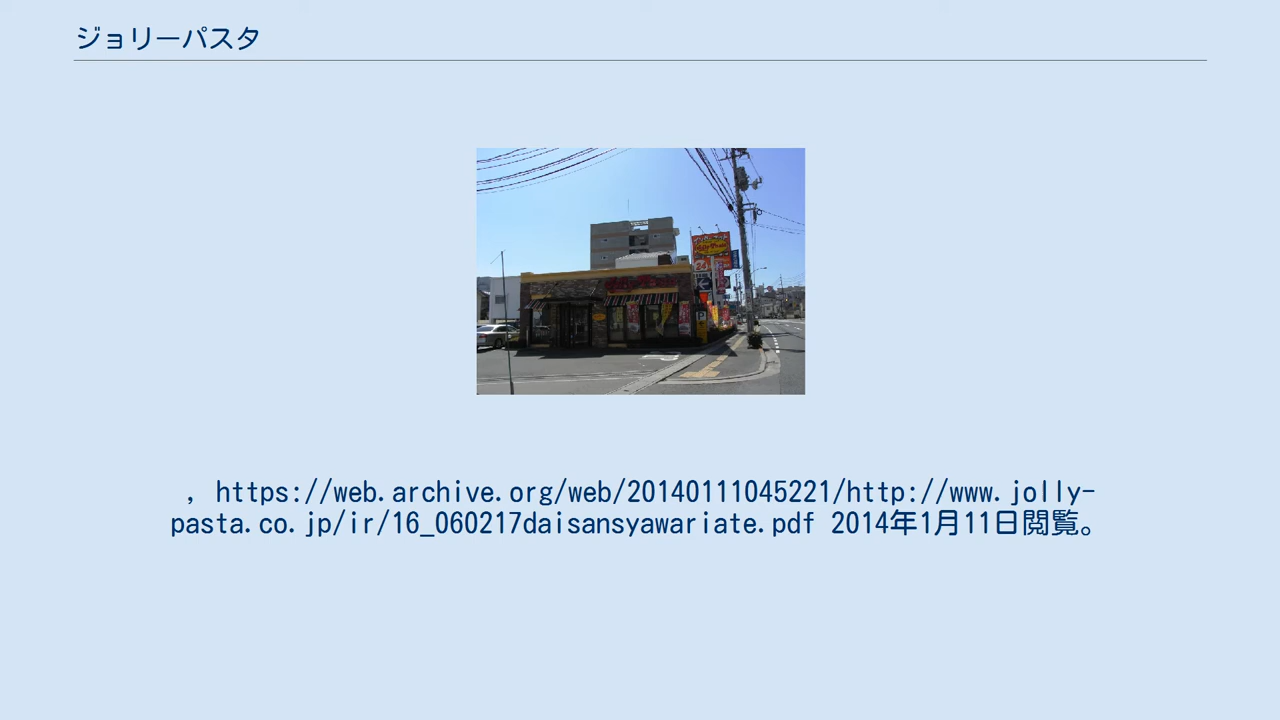 ジョリーパスタ
, https://web.archive.org/web/20140111045221/http://www.jolly-
pasta.co.jp/ir/16_060217daisansyawariate.pdf 2014年1月11日閲覧。